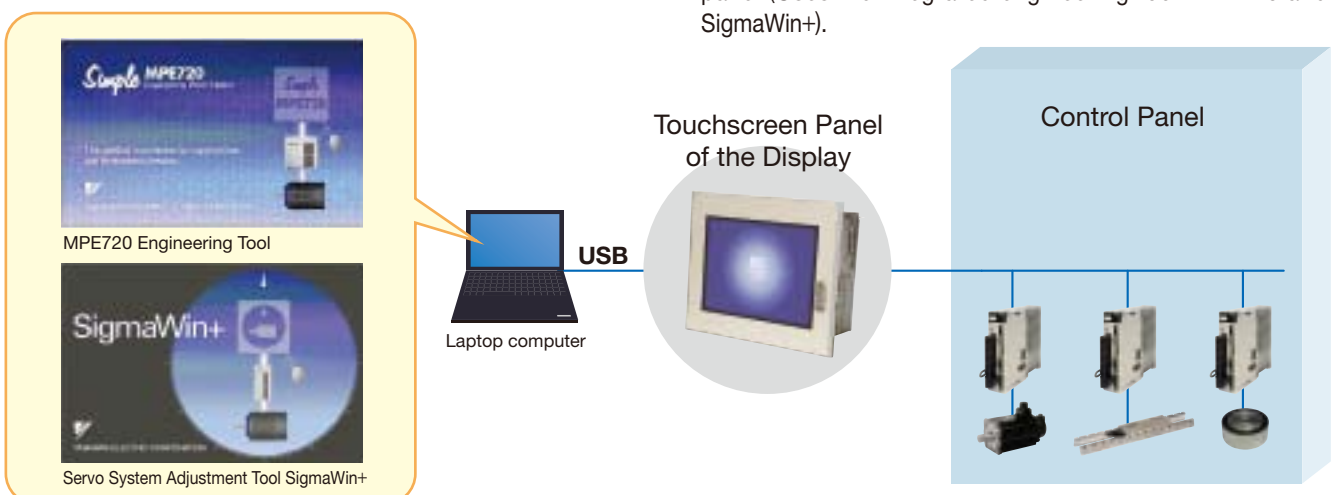 SigmaWin+).
Simple MPE720
MPE720 Engineering Tool
SigmaWin+
Servo System Adjustment Tool SigmaWin+
Laptop computer
USB
Touchscreen Panel
of the Display
Control Panel